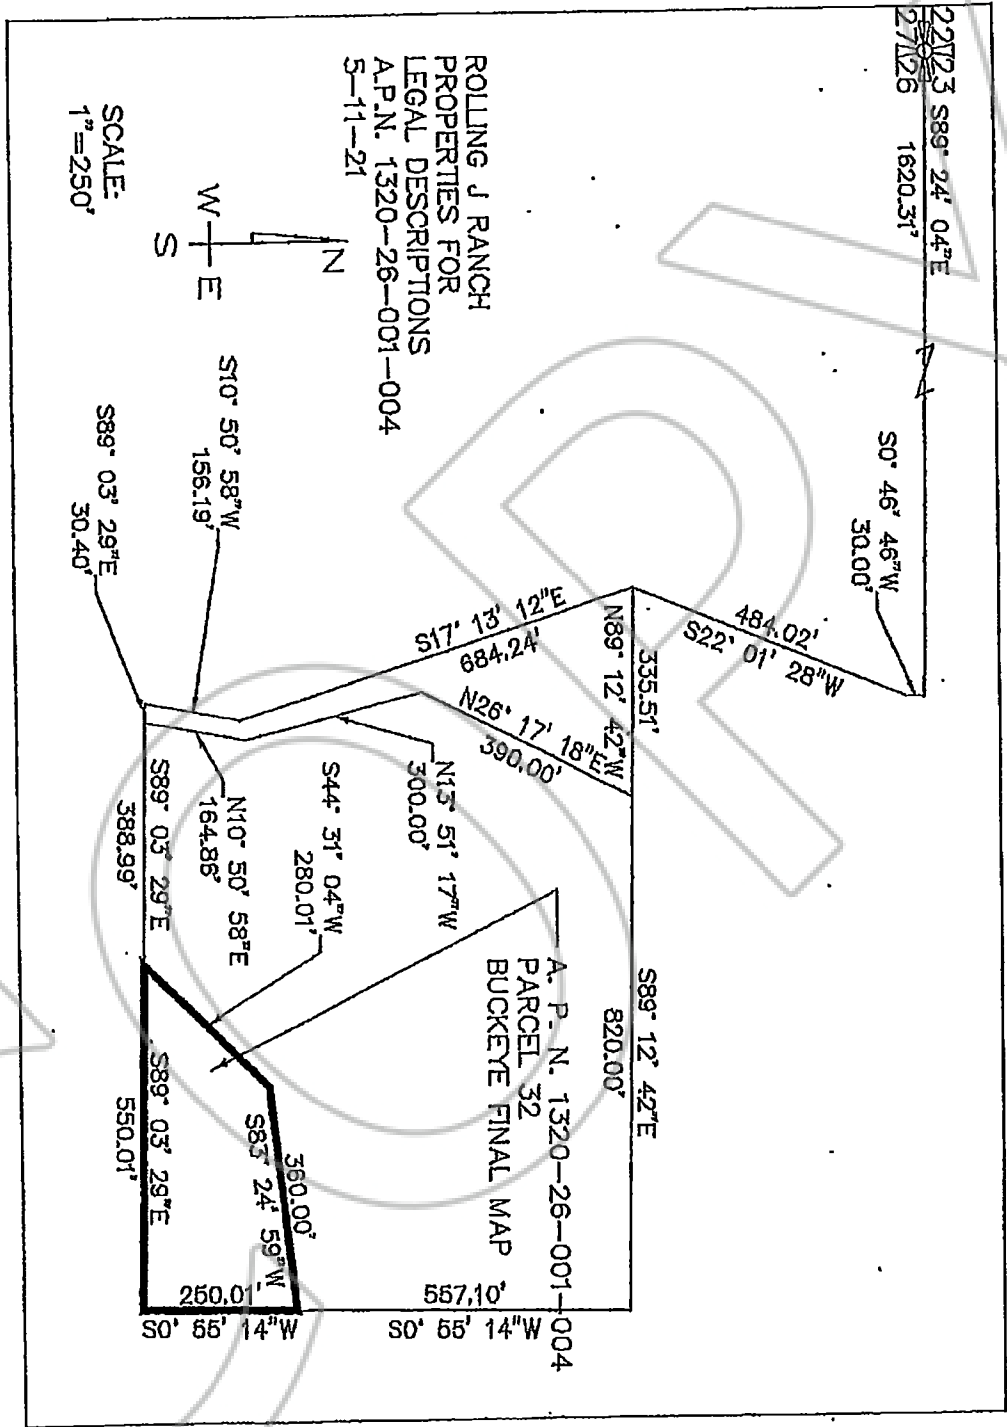 22 23
27 26
S89° 24' 04"E
1620.31'
S0° 46' 46"W
30.00'
484.02'
S22° 01' 28"W
335.51'
N89° 12' 42"W
S89° 12' 42"E
820.00'
S17° 13' 12"E
684.24'
N26° 17' 18"E
390.00'
N13° 51' 17"W
300.00'
S44° 31' 04"W
280.01'
N10° 50' 58"E
164.86'
S10° 50' 58"W
156.19'
S89° 03' 29"E
30.40'
S89° 03' 29"E
388.99'
S89° 03' 29"E
550.01'
360.00'
S83° 24' 59"W
250.01'
S0° 55' 14"W
557.10'
S0° 55' 14"W
A. P. N. 1320-26-001-004
PARCEL 32
BUCKEYE FINAL MAP
ROLLING J RANCH
PROPERTIES FOR
LEGAL DESCRIPTIONS
A.P.N. 1320-26-001-004
5-11-21
N
W E
S
SCALE:
1"=250'
COPY